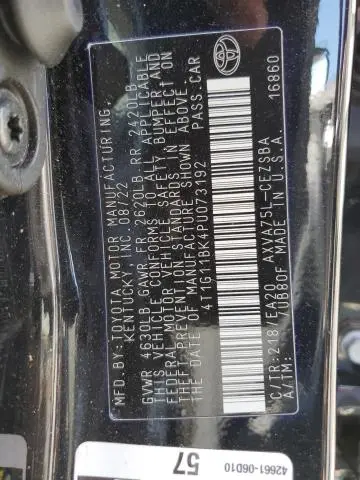 MFD.BY:TOYOTA MOTOR MANUFACTURING,
KENTUCKY, INC 08/22
GVWR 4630LB GAWR FR 2620LB RR 2420LB
THIS VEHICLE CONFORMS TO ALL APPLICABLE
FEDERAL MOTOR VEHICLE SAFETY, BUMPER AND
THEFT PREVENTION STANDARDS IN EFFECT ON
THE DATE OF MANUFACTURE SHOWN ABOVE.
4T1G11BK4PU073192 PASS.CAR
C/TR:218/EA20 AXVA75L-CEZSBA
A/TM: /UB80F MADE IN U.S.A. 16860
57
42661-06D10